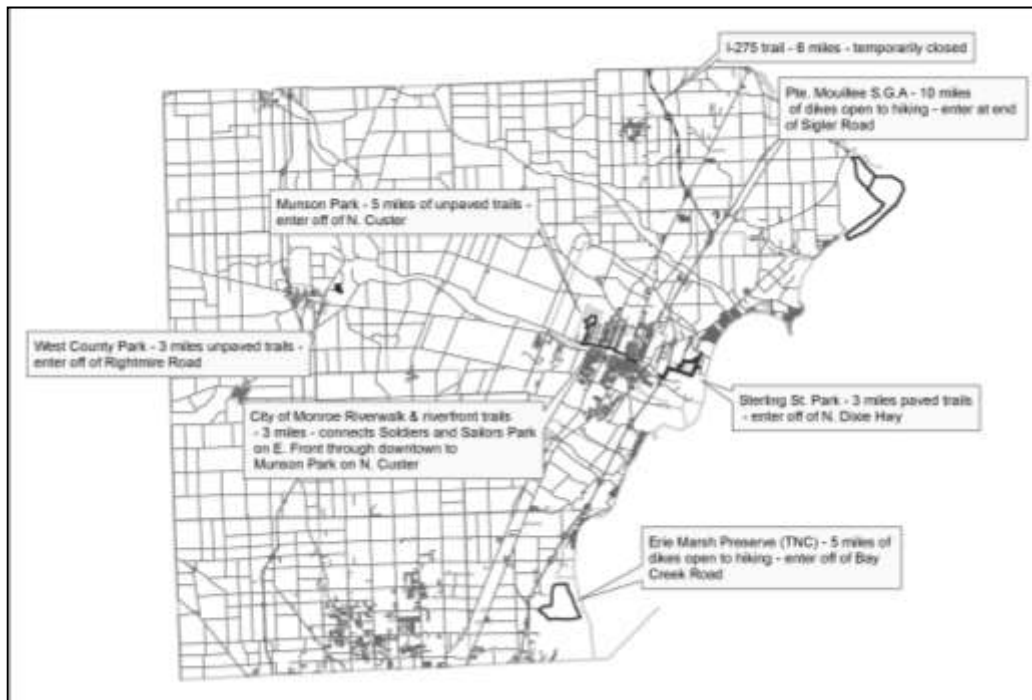 I-275 trail - 6 miles - temporarily closed
Pte. Mouillee S.G.A - 10 miles
of dikes open to hiking - enter at end
of Sigler Road
Munson Park - 5 miles of unpaved trails -
enter off of N. Custer
West County Park - 3 miles unpaved trails -
enter off of Rightmire Road
City of Monroe Riverwalk & riverfront trails
- 3 miles - connects Soldiers and Sailors Park
on E. Front through downtown to
Munson Park on N. Custer
Sterling St. Park - 3 miles paved trails
- enter off of N. Dixie Hwy
Erie Marsh Preserve (TNC) - 5 miles of
dikes open to hiking - enter off of Bay
Creek Road